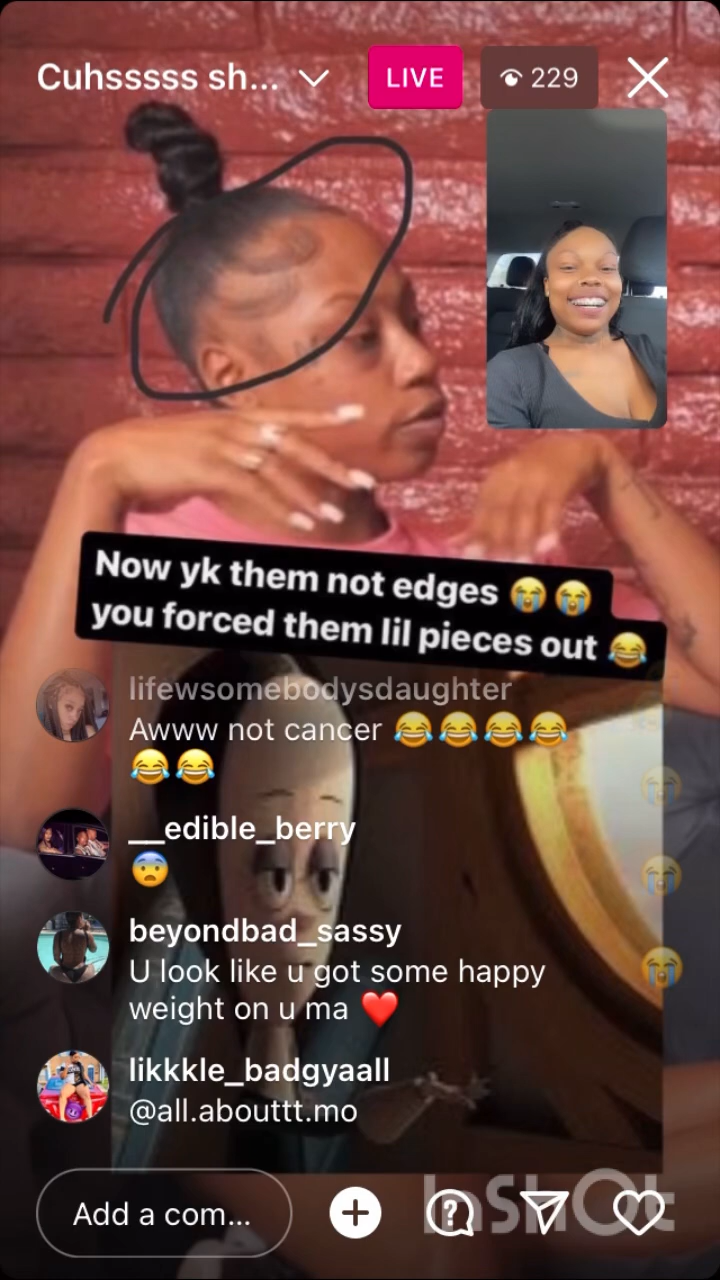 Cuhsssss sh...
LIVE
229
Now yk them not edges 😭😭
you forced them lil pieces out 😂
lifewsomebodysdaughter
Awww not cancer 😂😂😂😂
😂😂
__edible_berry
😨
beyondbad_sassy
U look like u got some happy
weight on u ma ❤️
likkkle_badgyaall
@all.abouttt.mo
Add a com...
InShOt